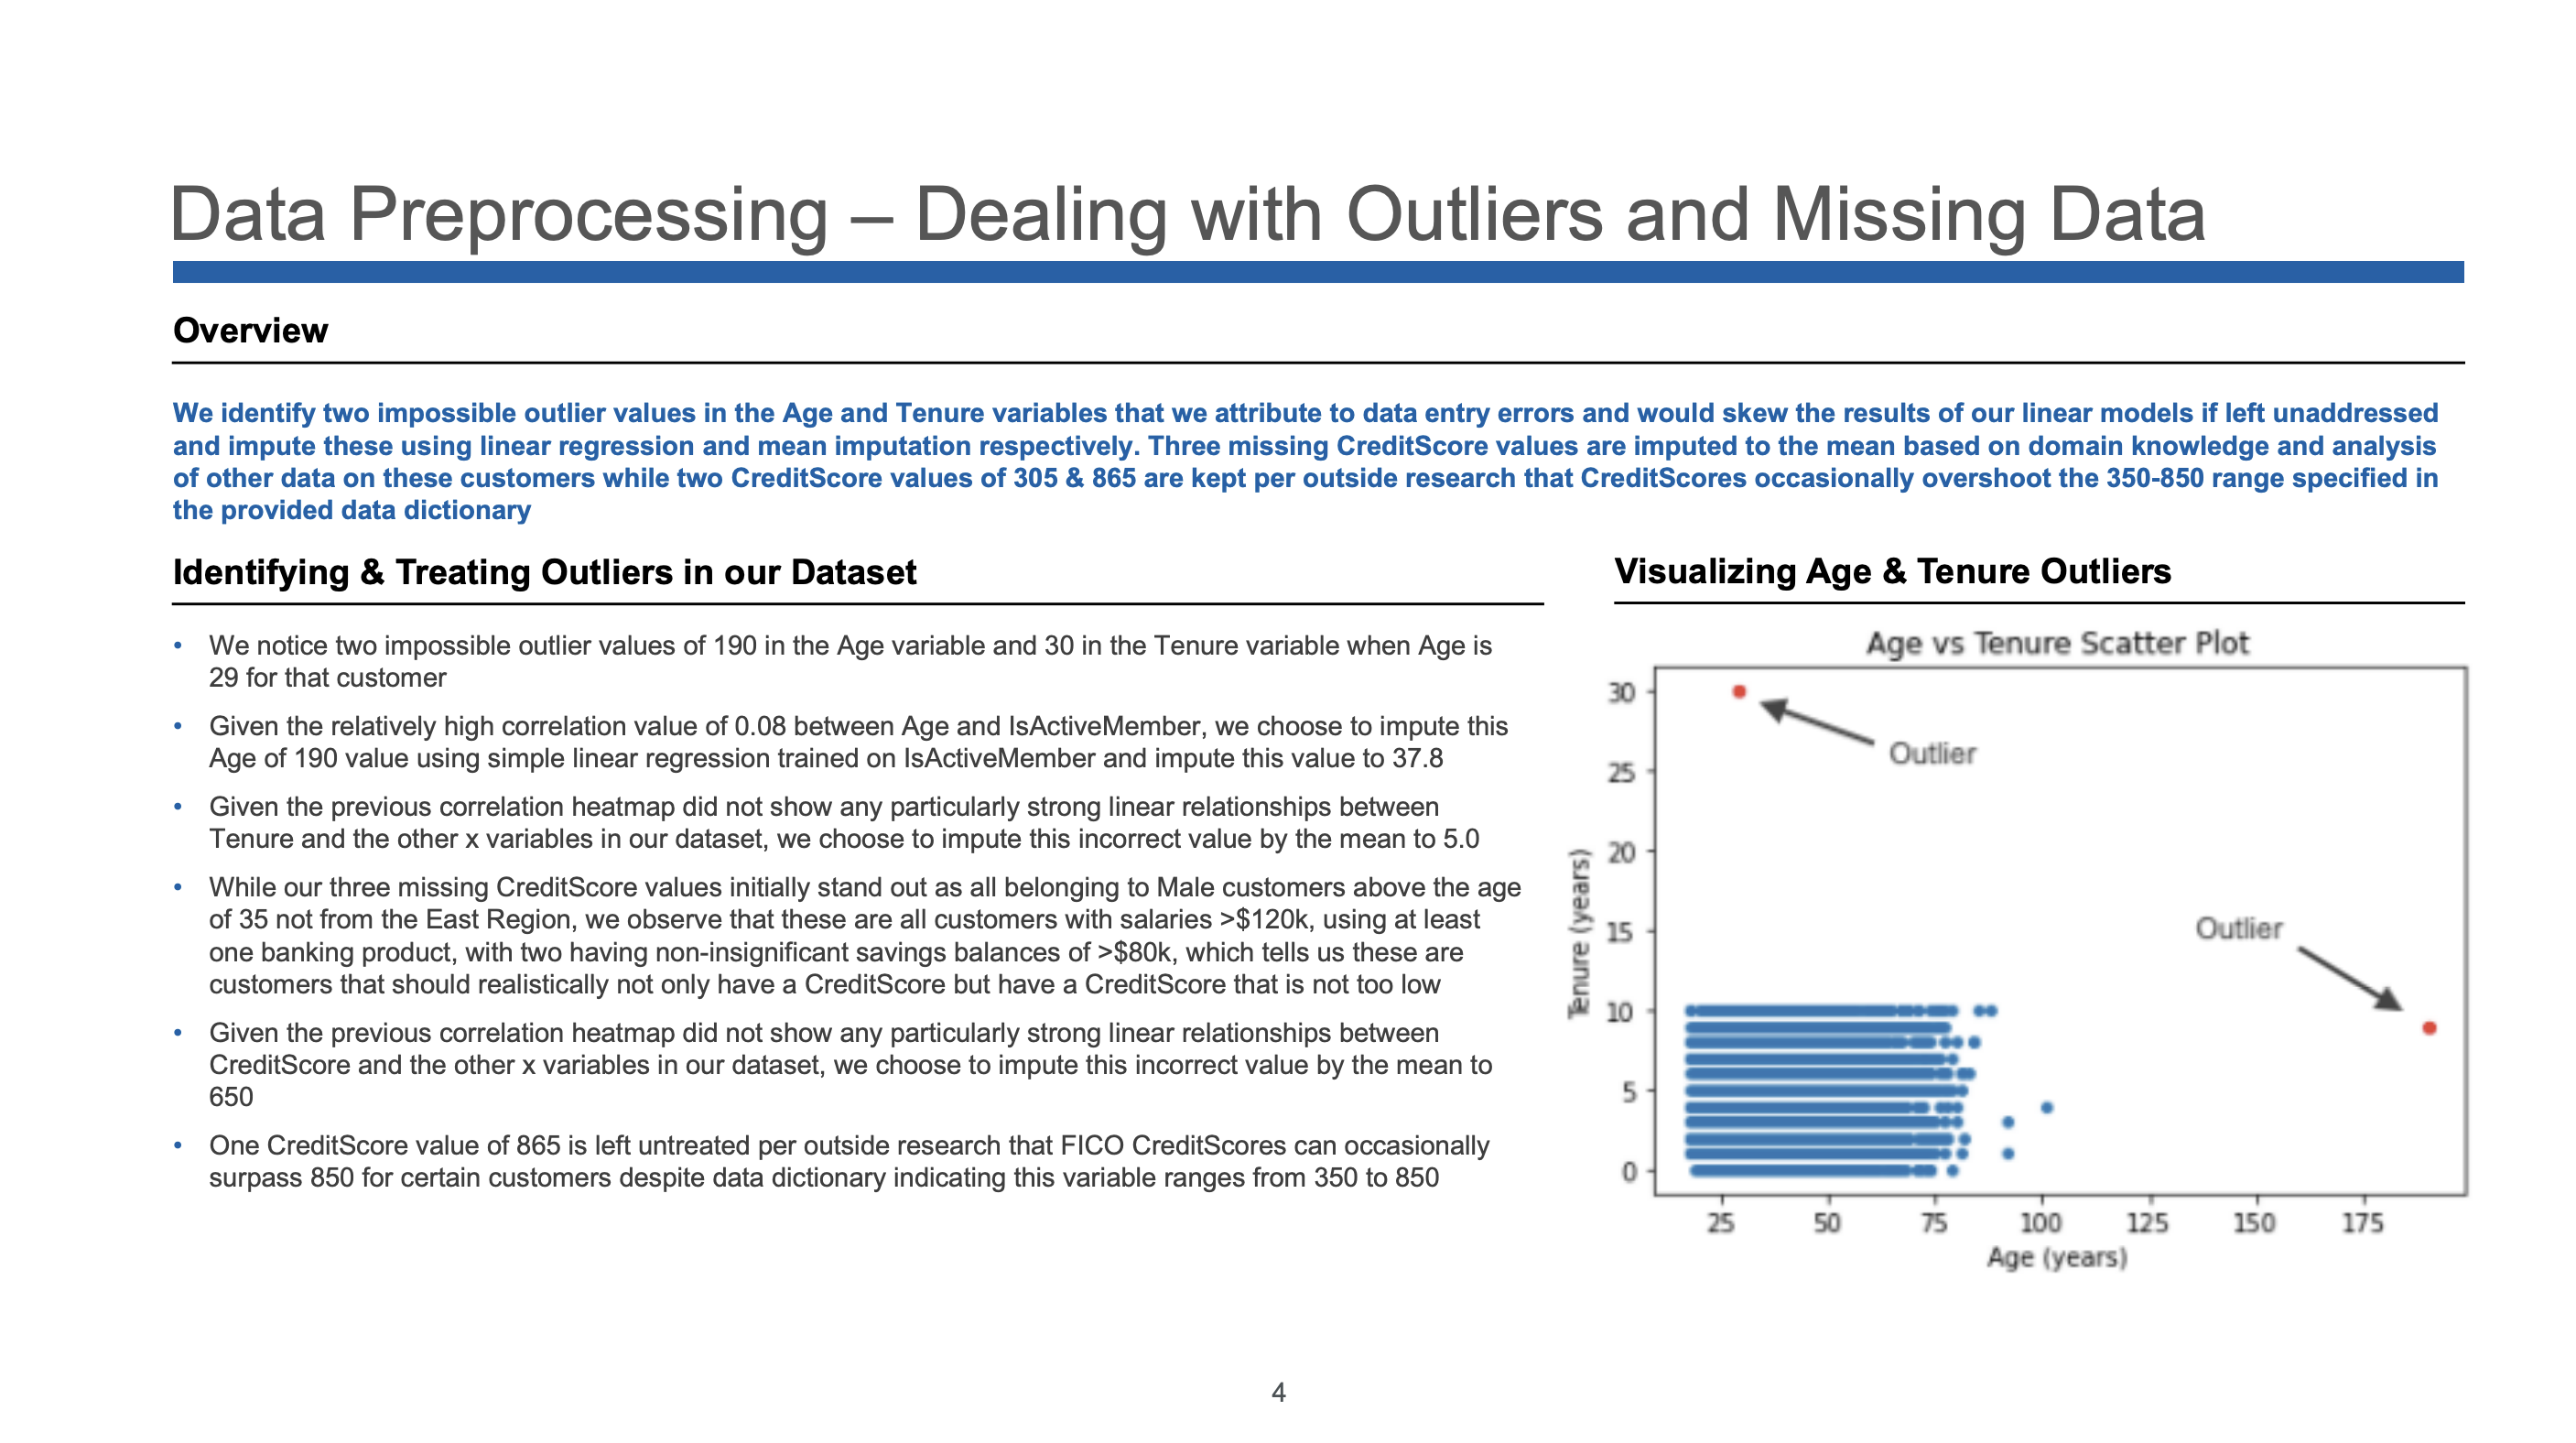 Data Preprocessing – Dealing with Outliers and Missing Data
Overview
We identify two impossible outlier values in the Age and Tenure variables that we attribute to data entry errors and would skew the results of our linear models if left unaddressed
and impute these using linear regression and mean imputation respectively. Three missing CreditScore values are imputed to the mean based on domain knowledge and analysis
of other data on these customers while two CreditScore values of 305 & 865 are kept per outside research that CreditScores occasionally overshoot the 350-850 range specified in
the provided data dictionary
Identifying & Treating Outliers in our Dataset
• We notice two impossible outlier values of 190 in the Age variable and 30 in the Tenure variable when Age is
29 for that customer
• Given the relatively high correlation value of 0.08 between Age and IsActiveMember, we choose to impute this
Age of 190 value using simple linear regression trained on IsActiveMember and impute this value to 37.8
• Given the previous correlation heatmap did not show any particularly strong linear relationships between
Tenure and the other x variables in our dataset, we choose to impute this incorrect value by the mean to 5.0
• While our three missing CreditScore values initially stand out as all belonging to Male customers above the age
of 35 not from the East Region, we observe that these are all customers with salaries >$120k, using at least
one banking product, with two having non-insignificant savings balances of >$80k, which tells us these are
customers that should realistically not only have a CreditScore but have a CreditScore that is not too low
• Given the previous correlation heatmap did not show any particularly strong linear relationships between
CreditScore and the other x variables in our dataset, we choose to impute this incorrect value by the mean to
650
• One CreditScore value of 865 is left untreated per outside research that FICO CreditScores can occasionally
surpass 850 for certain customers despite data dictionary indicating this variable ranges from 350 to 850
Visualizing Age & Tenure Outliers
Age vs Tenure Scatter Plot
30
25
20
15
10
5
0
Tenure (years)
Outlier
Outlier
25 50 75 100 125 150 175
Age (years)
4